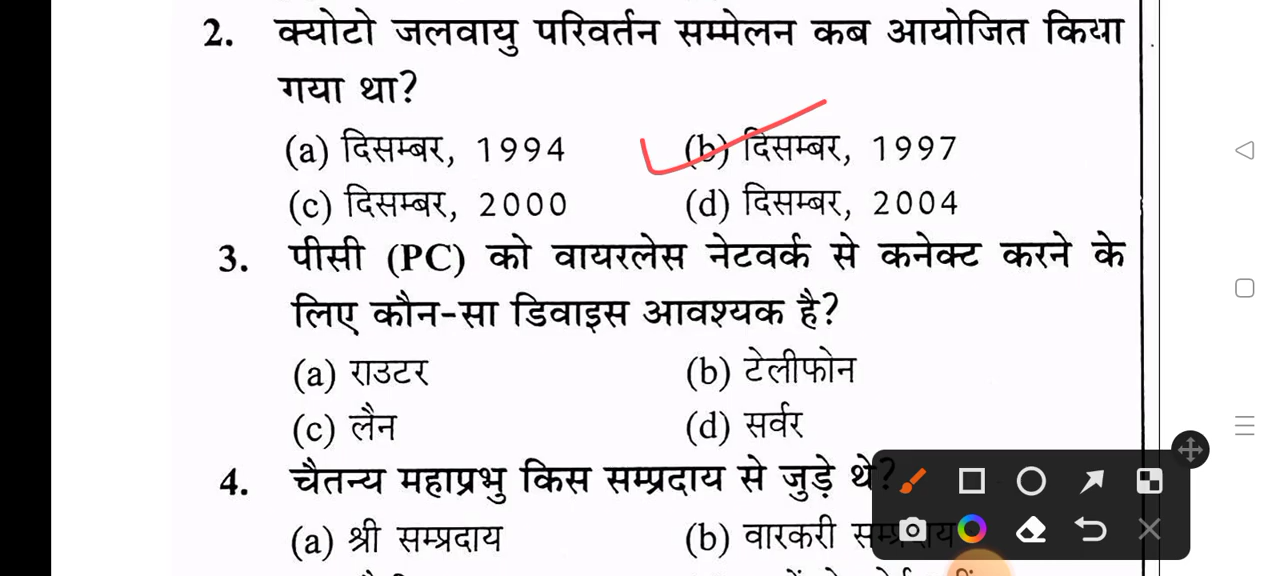 2. क्योटो जलवायु परिवर्तन सम्मेलन कब आयोजित किया
गया था?
(a) दिसम्बर, 1994 (b) दिसम्बर, 1997
(c) दिसम्बर, 2000 (d) दिसम्बर, 2004
3. पीसी (PC) को वायरलेस नेटवर्क से कनेक्ट करने के
लिए कौन-सा डिवाइस आवश्यक है?
(a) राउटर (b) टेलीफोन
(c) लैन (d) सर्वर
4. चैतन्य महाप्रभु किस सम्प्रदाय से जुड़े थे?
(a) श्री सम्प्रदाय (b) वारकरी सम्प्रदाय